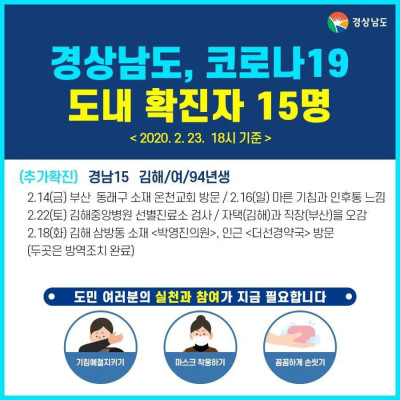 경상남도
경상남도, 코로나19
도내 확진자 15명
< 2020. 2. 23. 18시 기준 >
(추가확진) 경남15 김해/여/94년생
2.14(금) 부산 동래구 소재 온천교회 방문 / 2.16(일) 마른 기침과 인후통 느낌
2.22(토) 김해중앙병원 선별진료소 검사 / 자택(김해)과 직장(부산)을 오감
2.18(화) 김해 삼방동 소재 <박영진의원>, 인근 <더선경약국> 방문
(두곳은 방역조치 완료)
도민 여러분의 실천과 참여가 지금 필요합니다
기침예절지키기
마스크 착용하기
꼼꼼하게 손씻기